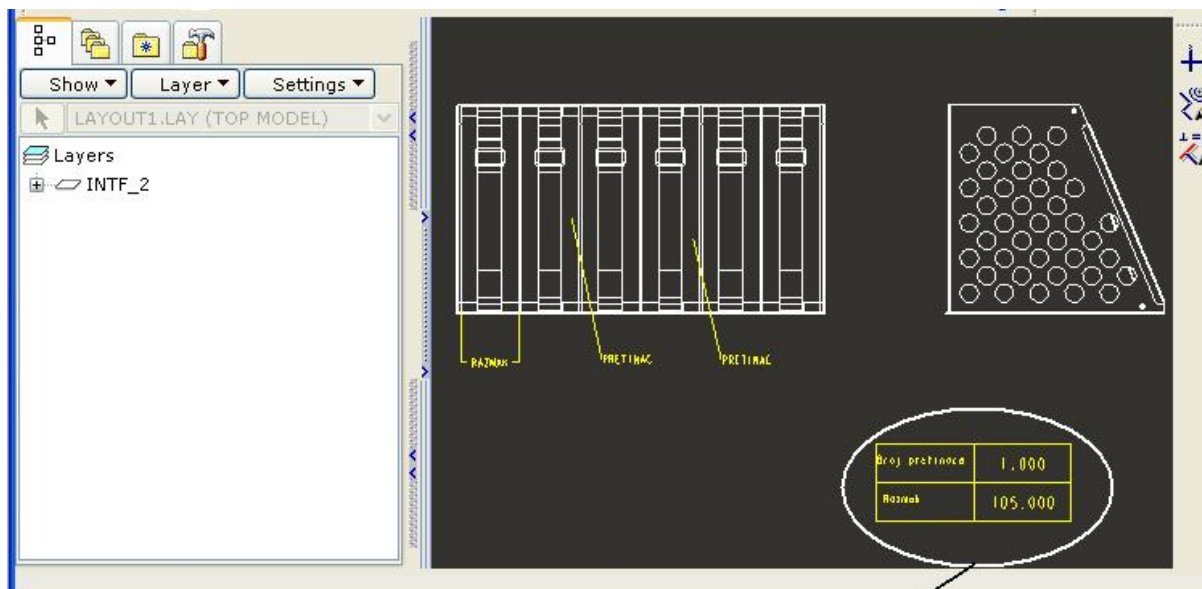 Show Layer Settings
LAYOUT1.LAY (TOP MODEL)
Layers
INTF_2
RAZMAK
PRETINAC
PRETINAC
Broj pretinaca
1.000
Razmak
105.000